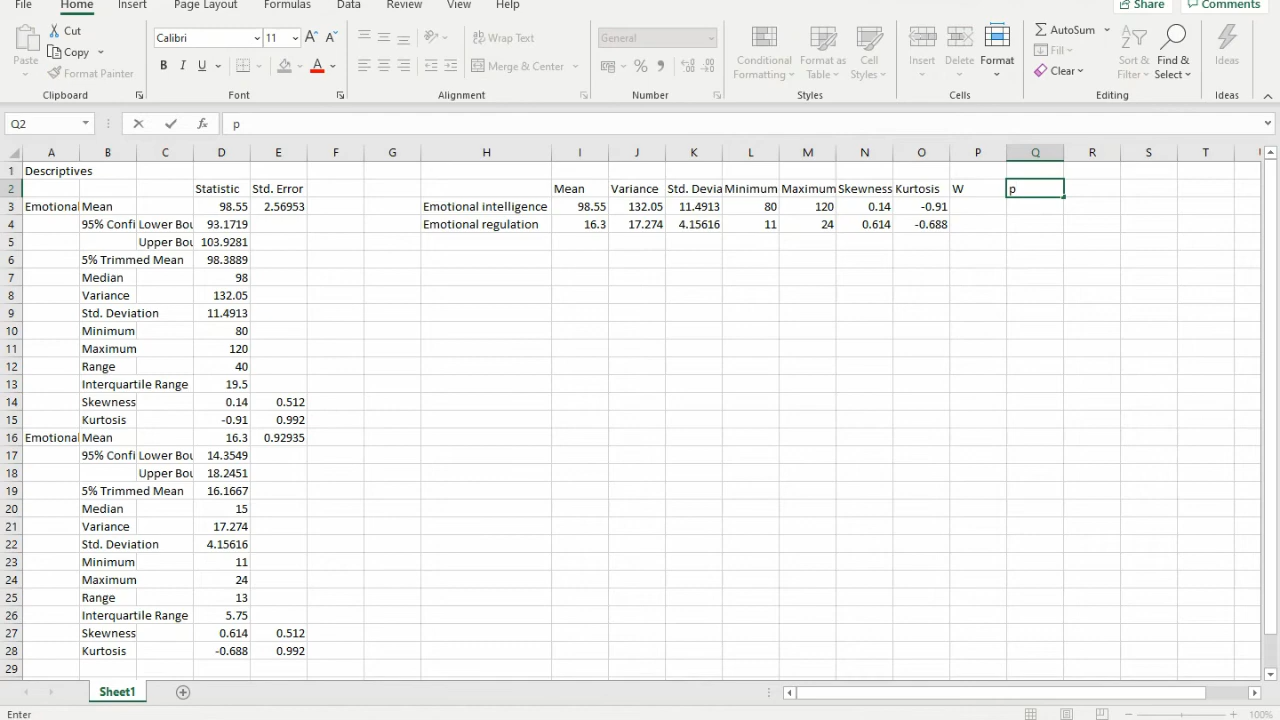 File Home Insert Page Layout Formulas Data Review View Help Share Comments
Paste Cut Copy Format Painter Calibri 11 A A B I U A Wrap Text Merge & Center General % Conditional Formatting Format as Table Cell Styles Insert Delete Format AutoSum Fill Clear Sort & Filter Find & Select Ideas
Clipboard Font Alignment Number Styles Cells Editing Ideas
Q2 fx p
A B C D E F G H I J K L M N O P Q R S T
1 Descriptives
2 Statistic Std. Error Mean Variance Std. Devia Minimum Maximum Skewness Kurtosis W p
3 Emotional Mean 98.55 2.56953 Emotional intelligence 98.55 132.05 11.4913 80 120 0.14 -0.91
4 95% Confi Lower Bou 93.1719 Emotional regulation 16.3 17.274 4.15616 11 24 0.614 -0.688
5 Upper Bou 103.9281
6 5% Trimmed Mean 98.3889
7 Median 98
8 Variance 132.05
9 Std. Deviation 11.4913
10 Minimum 80
11 Maximum 120
12 Range 40
13 Interquartile Range 19.5
14 Skewness 0.14 0.512
15 Kurtosis -0.91 0.992
16 Emotional Mean 16.3 0.92935
17 95% Confi Lower Bou 14.3549
18 Upper Bou 18.2451
19 5% Trimmed Mean 16.1667
20 Median 15
21 Variance 17.274
22 Std. Deviation 4.15616
23 Minimum 11
24 Maximum 24
25 Range 13
26 Interquartile Range 5.75
27 Skewness 0.614 0.512
28 Kurtosis -0.688 0.992
29
Sheet1
Enter 100%